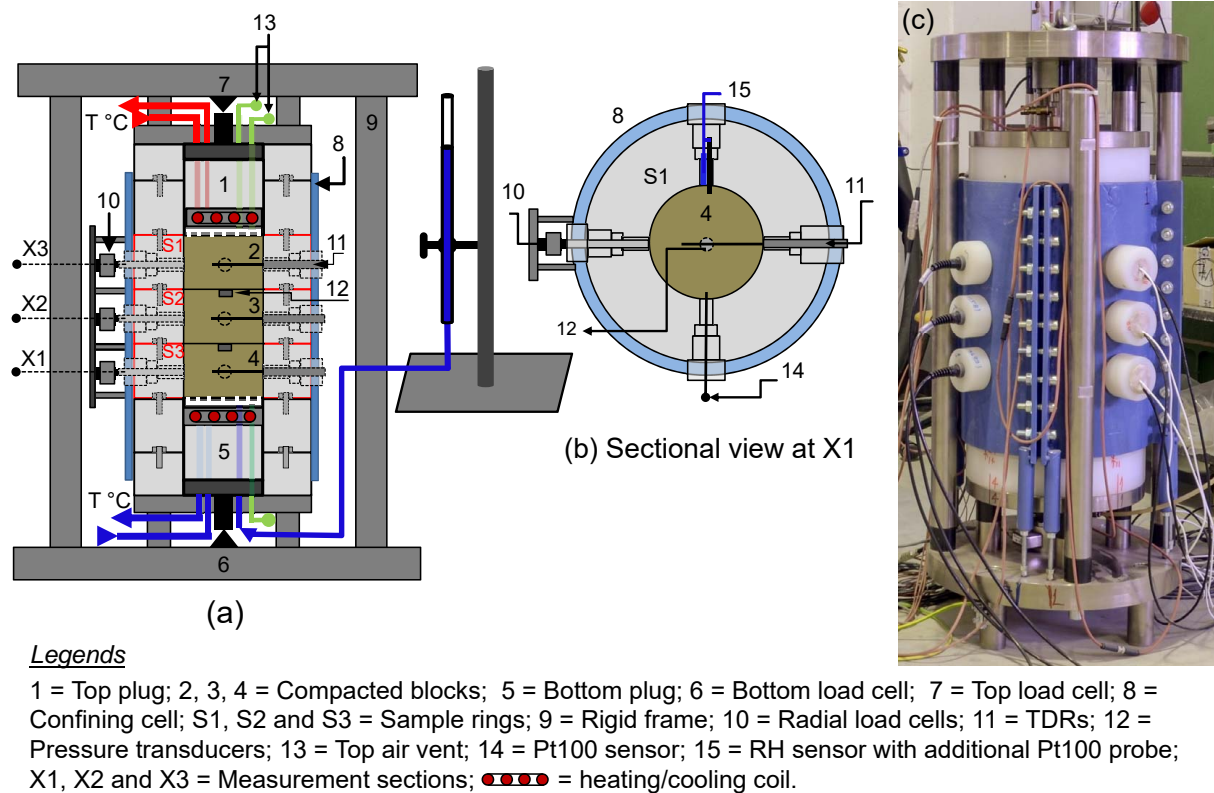 13
(c)
7
15
8
T °C
9
8
S1
1
10
4
10
11
S1
2
11
X3
S2
12
X2
3
S3
12
X1
4
14
5
(b) Sectional view at X1
T °C
6
(a)
Legends
1 = Top plug; 2, 3, 4 = Compacted blocks; 5 = Bottom plug; 6 = Bottom load cell; 7 = Top load cell; 8 =
Confining cell; S1, S2 and S3 = Sample rings; 9 = Rigid frame; 10 = Radial load cells; 11 = TDRs; 12 =
Pressure transducers; 13 = Top air vent; 14 = Pt100 sensor; 15 = RH sensor with additional Pt100 probe;
X1, X2 and X3 = Measurement sections; = heating/cooling coil.